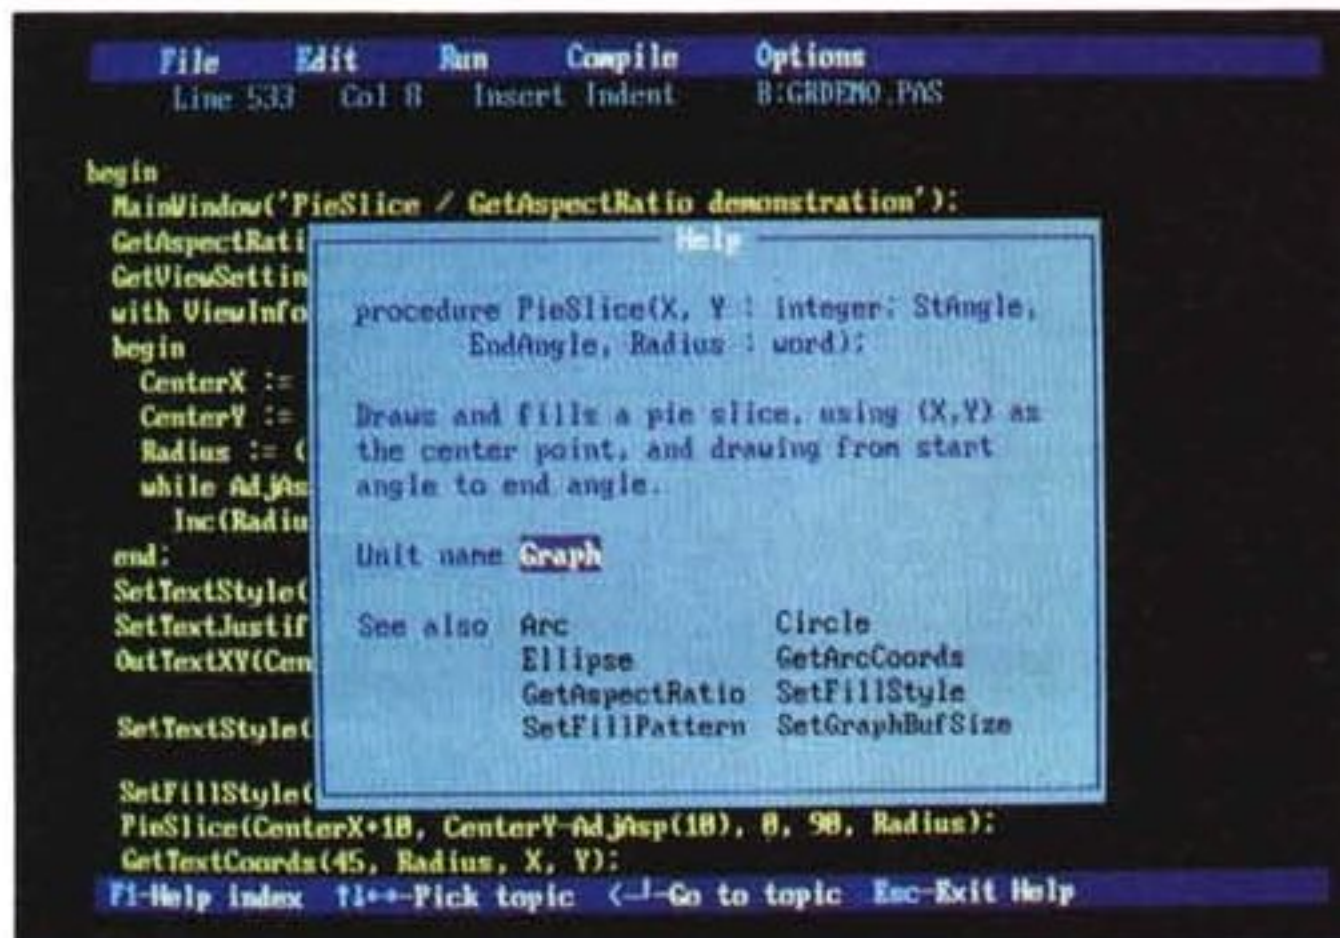 File Edit Run Compile Options
Line 533 Col 8 Insert Indent B:GRDEMO.PAS
begin
MainWindow('PieSlice / GetAspectRatio demonstration');
GetAspectRati
Help
GetViewSettin
with ViewInfo
procedure PieSlice(X, Y : integer; StAngle,
begin
EndAngle, Radius : word);
CenterX :=
CenterY :=
Draws and fills a pie slice, using (X,Y) as
Radius := (
the center point, and drawing from start
while AdjAs
angle to end angle.
Inc(Radiu
end;
Unit name Graph
SetTextStyle(
SetTextJustif
See also Arc Circle
OutTextXY(Cen
Ellipse GetArcCoords
GetAspectRatio SetFillStyle
SetTextStyle(
SetFillPattern SetGraphBufSize
SetFillStyle(
PieSlice(CenterX+10, CenterY-AdjAsp(10), 0, 90, Radius);
GetTextCoords(45, Radius, X, Y);
F1-Help index ↑↓←→-Pick topic <─┘-Go to topic Esc-Exit Help